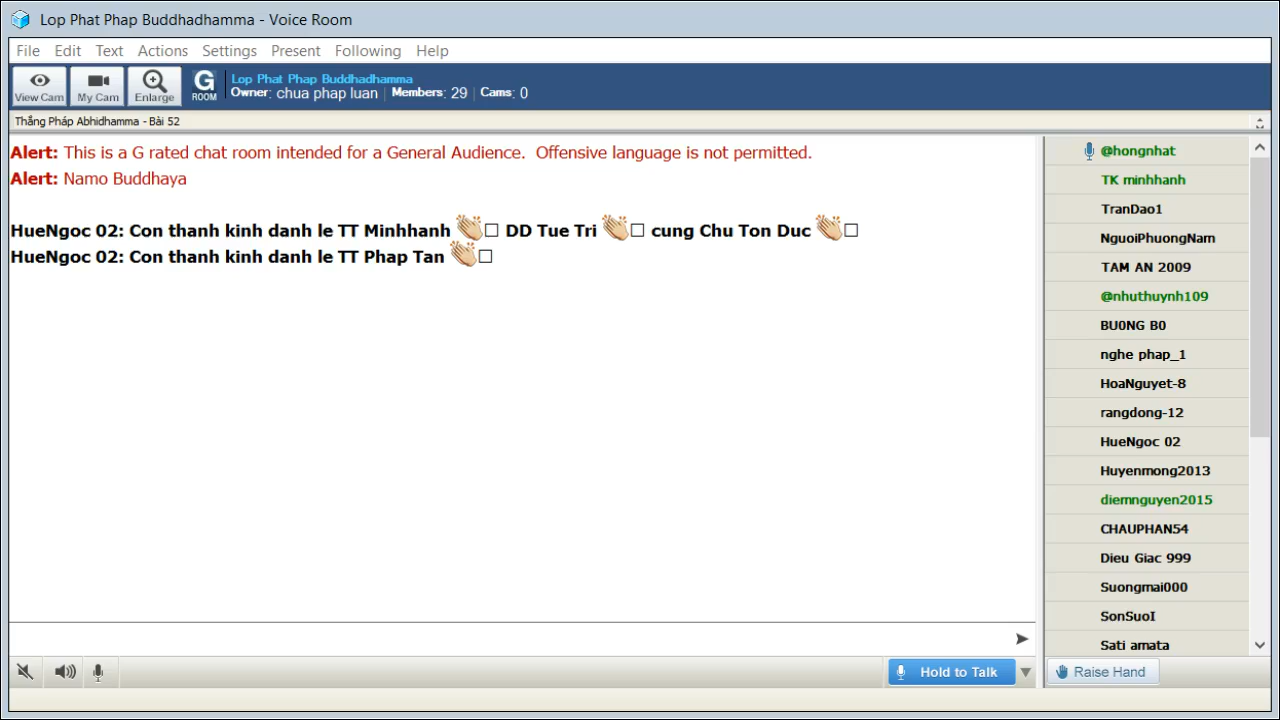 Lop Phat Phap Buddhadhamma - Voice Room
File Edit Text Actions Settings Present Following Help
View Cam My Cam Enlarge G ROOM
Lop Phat Phap Buddhadhamma
Owner: chua phap luan | Members: 29 | Cams: 0
Thắng Pháp Abhidhamma - Bài 52
Alert: This is a G rated chat room intended for a General Audience. Offensive language is not permitted.
Alert: Namo Buddhaya
HueNgoc 02: Con thanh kinh danh le TT Minhhanh 👏□ DD Tue Tri 👏□ cung Chu Ton Duc 👏□
HueNgoc 02: Con thanh kinh danh le TT Phap Tan 👏□
@hongnhat
TK minhhanh
TranDao1
NguoiPhuongNam
TAM AN 2009
@nhuthuynh109
BU0NG B0
nghe phap_1
HoaNguyet-8
rangdong-12
HueNgoc 02
Huyenmong2013
diemnguyen2015
CHAUPHAN54
Dieu Giac 999
Suongmai000
SonSuoI
Sati amata
Hold to Talk
Raise Hand